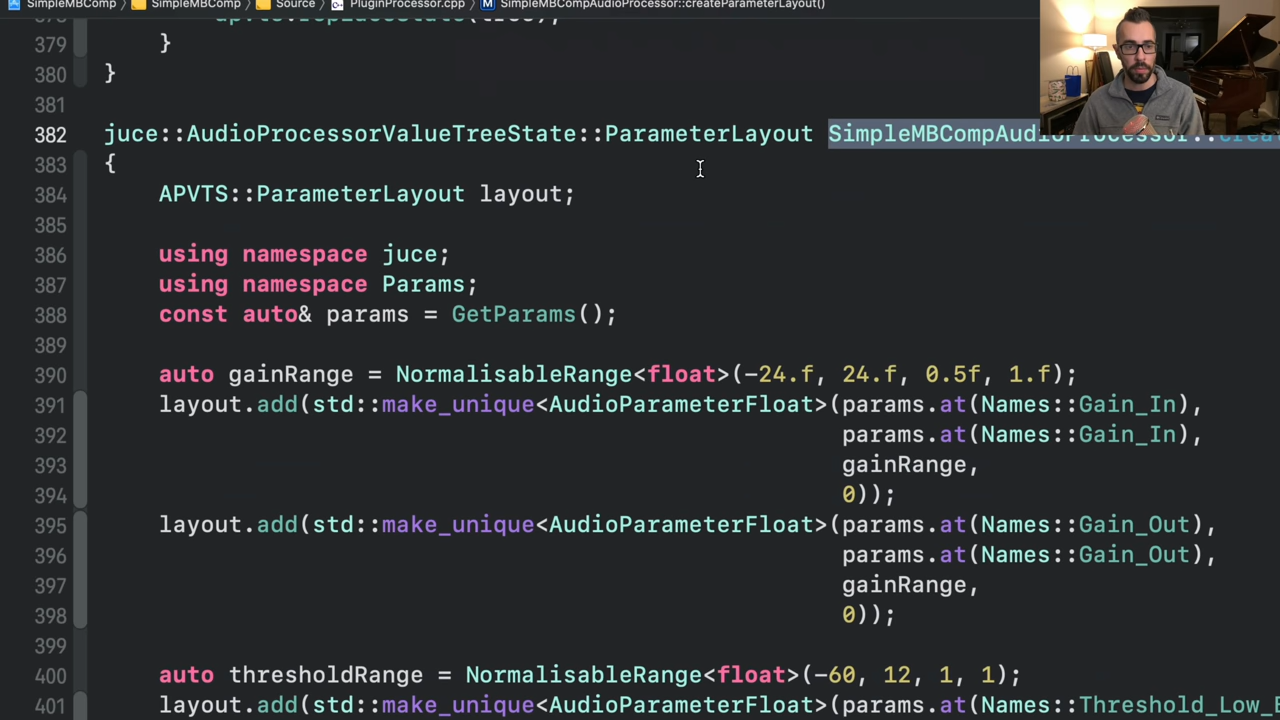 SimpleMBComp SimpleMBComp Source PluginProcessor.cpp M SimpleMBCompAudioProcessor::createParameterLayout()
379 }
380 }
381
382 juce::AudioProcessorValueTreeState::ParameterLayout SimpleMBCompAudioProcessor::crea
383 {
384 APVTS::ParameterLayout layout;
385
386 using namespace juce;
387 using namespace Params;
388 const auto& params = GetParams();
389
390 auto gainRange = NormalisableRange<float>(-24.f, 24.f, 0.5f, 1.f);
391 layout.add(std::make_unique<AudioParameterFloat>(params.at(Names::Gain_In),
392 params.at(Names::Gain_In),
393 gainRange,
394 0));
395 layout.add(std::make_unique<AudioParameterFloat>(params.at(Names::Gain_Out),
396 params.at(Names::Gain_Out),
397 gainRange,
398 0));
399
400 auto thresholdRange = NormalisableRange<float>(-60, 12, 1, 1);
401 layout.add(std::make_unique<AudioParameterFloat>(params.at(Names::Threshold_Low_